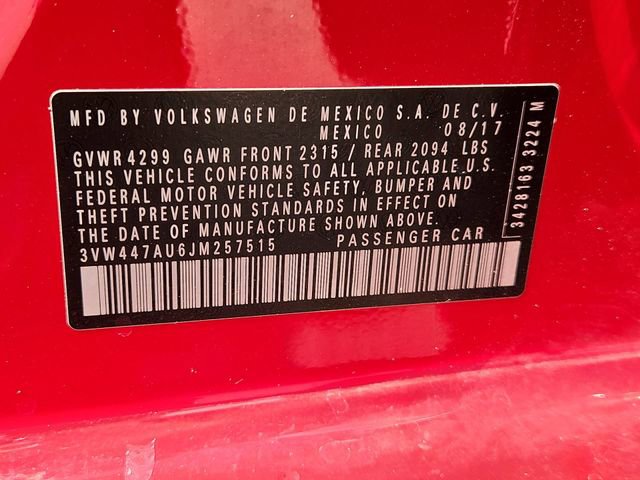 MFD BY VOLKSWAGEN DE MEXICO S.A. DE C.V.
MEXICO 08/17
GVWR 4299 GAWR FRONT 2315 / REAR 2094 LBS
THIS VEHICLE CONFORMS TO ALL APPLICABLE U.S.
FEDERAL MOTOR VEHICLE SAFETY, BUMPER AND
THEFT PREVENTION STANDARDS IN EFFECT ON
THE DATE OF MANUFACTURE SHOWN ABOVE.
3VW447AU6JM257515 PASSENGER CAR
3428163 3224 M